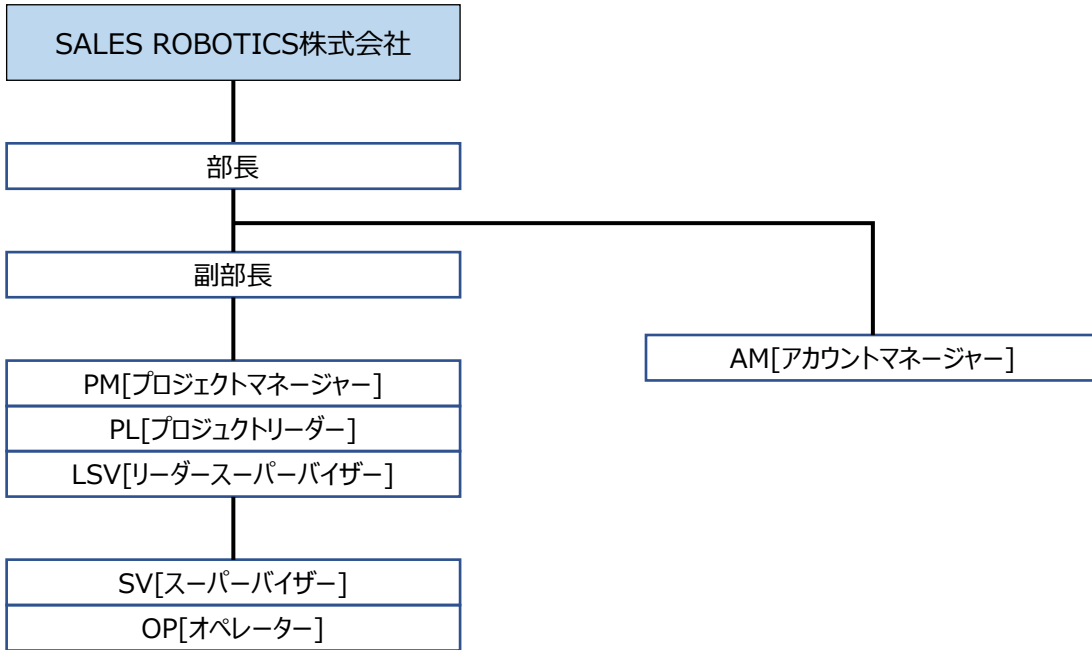 SALES ROBOTICS株式会社
部長
副部長
AM[アカウントマネージャー]
PM[プロジェクトマネージャー]
PL[プロジュクトリーダー]
LSV[リーダースーパーバイザー]
SV[スーパーバイザー]
OP[オペレーター]